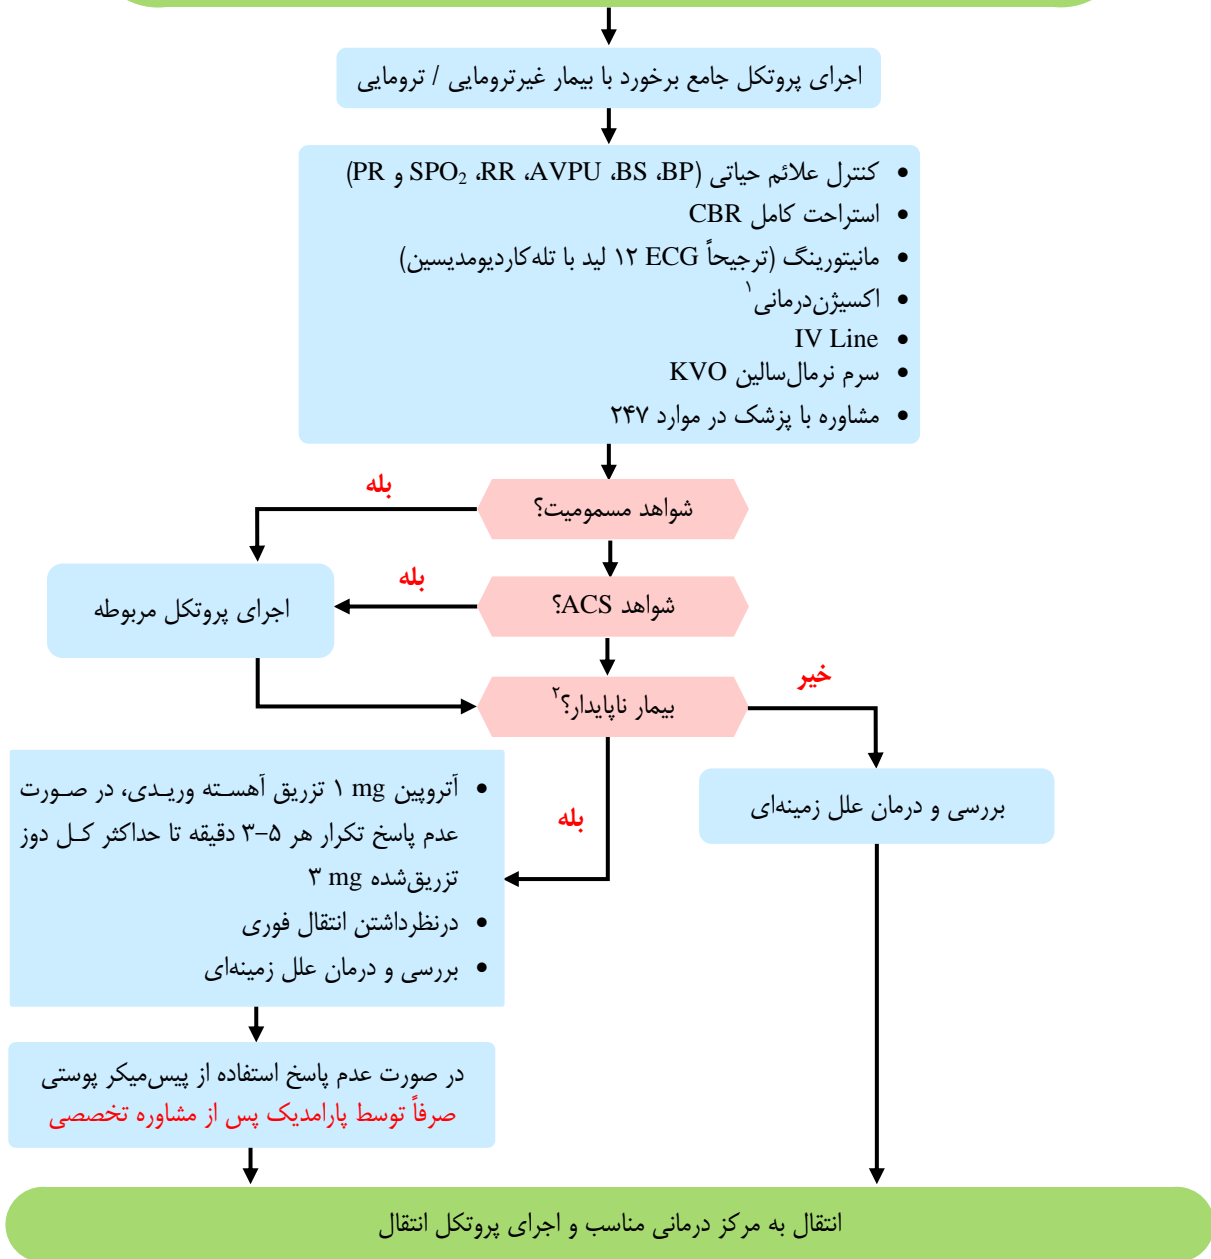 اجرای پروتکل جامع برخورد با بیمار غیرترومایی / ترومایی
• کنترل علائم حیاتی (BP، BS، AVPU، RR، SPO₂ و PR)
• استراحت کامل CBR
• مانیتورینگ (ترجیحاً ECG ۱۲ لید با تله‌کاردیومدیسین)
• اکسیژن‌درمانی۱
• IV Line
• سرم نرمال‌سالین KVO
• مشاوره با پزشک در موارد ۲۴۷
بله
شواهد مسمومیت؟
بله
شواهد ACS؟
اجرای پروتکل مربوطه
خیر
بیمار ناپایدار؟۲
بله
بررسی و درمان علل زمینه‌ای
• آتروپین ۱ mg تزریق آهسـته وریـدی، در صـورت
عدم پاسخ تکرار هر ۵–۳ دقیقه تا حداکثر کـل دوز
تزریق‌شده ۳ mg
• درنظرداشتن انتقال فوری
• بررسی و درمان علل زمینه‌ای
در صورت عدم پاسخ استفاده از پیس‌میکر پوستی
صرفاً توسط پارامدیک پس از مشاوره تخصصی
انتقال به مرکز درمانی مناسب و اجرای پروتکل انتقال